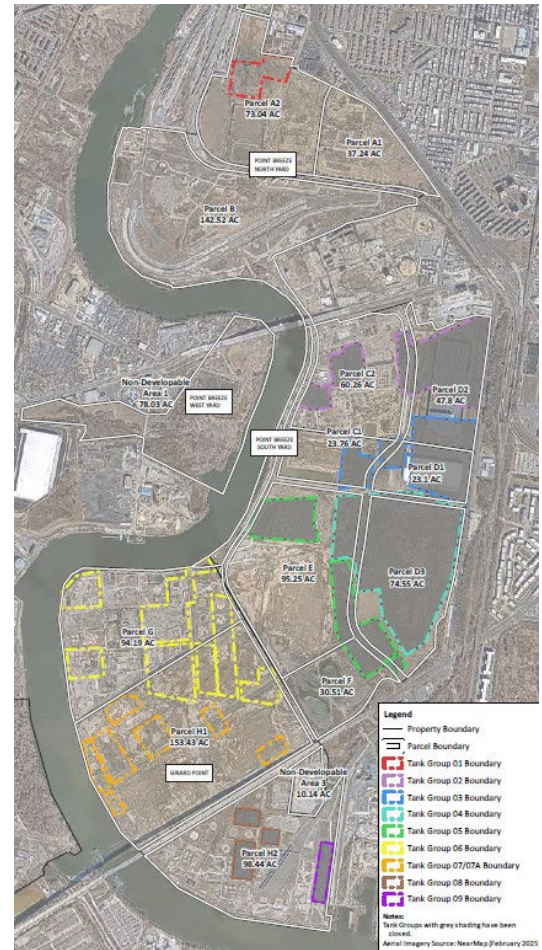 Parcel A2
73.04 AC
Parcel A1
37.24 AC
POINT BREEZE
NORTH YARD
Parcel B
142.52 AC
Parcel C2
60.26 AC
Parcel D2
47.8 AC
Non-Developable
Area 1
78.03 AC
POINT BREEZE
WEST YARD
POINT BREEZE
SOUTH YARD
Parcel C1
23.76 AC
Parcel D1
23.1 AC
Parcel E
95.25 AC
Parcel D3
74.55 AC
Parcel G
94.19 AC
Parcel F
30.51 AC
Parcel H1
153.43 AC
GIRARD POINT
Non-Developable
Area 3
10.14 AC
Parcel H2
98.44 AC
Legend
Property Boundary
Parcel Boundary
Tank Group 01 Boundary
Tank Group 02 Boundary
Tank Group 03 Boundary
Tank Group 04 Boundary
Tank Group 05 Boundary
Tank Group 06 Boundary
Tank Group 07/07A Boundary
Tank Group 08 Boundary
Tank Group 09 Boundary
Notes:
Tank Groups with grey shading have been
closed.
Aerial Imagery Source: NearMap (February 2025